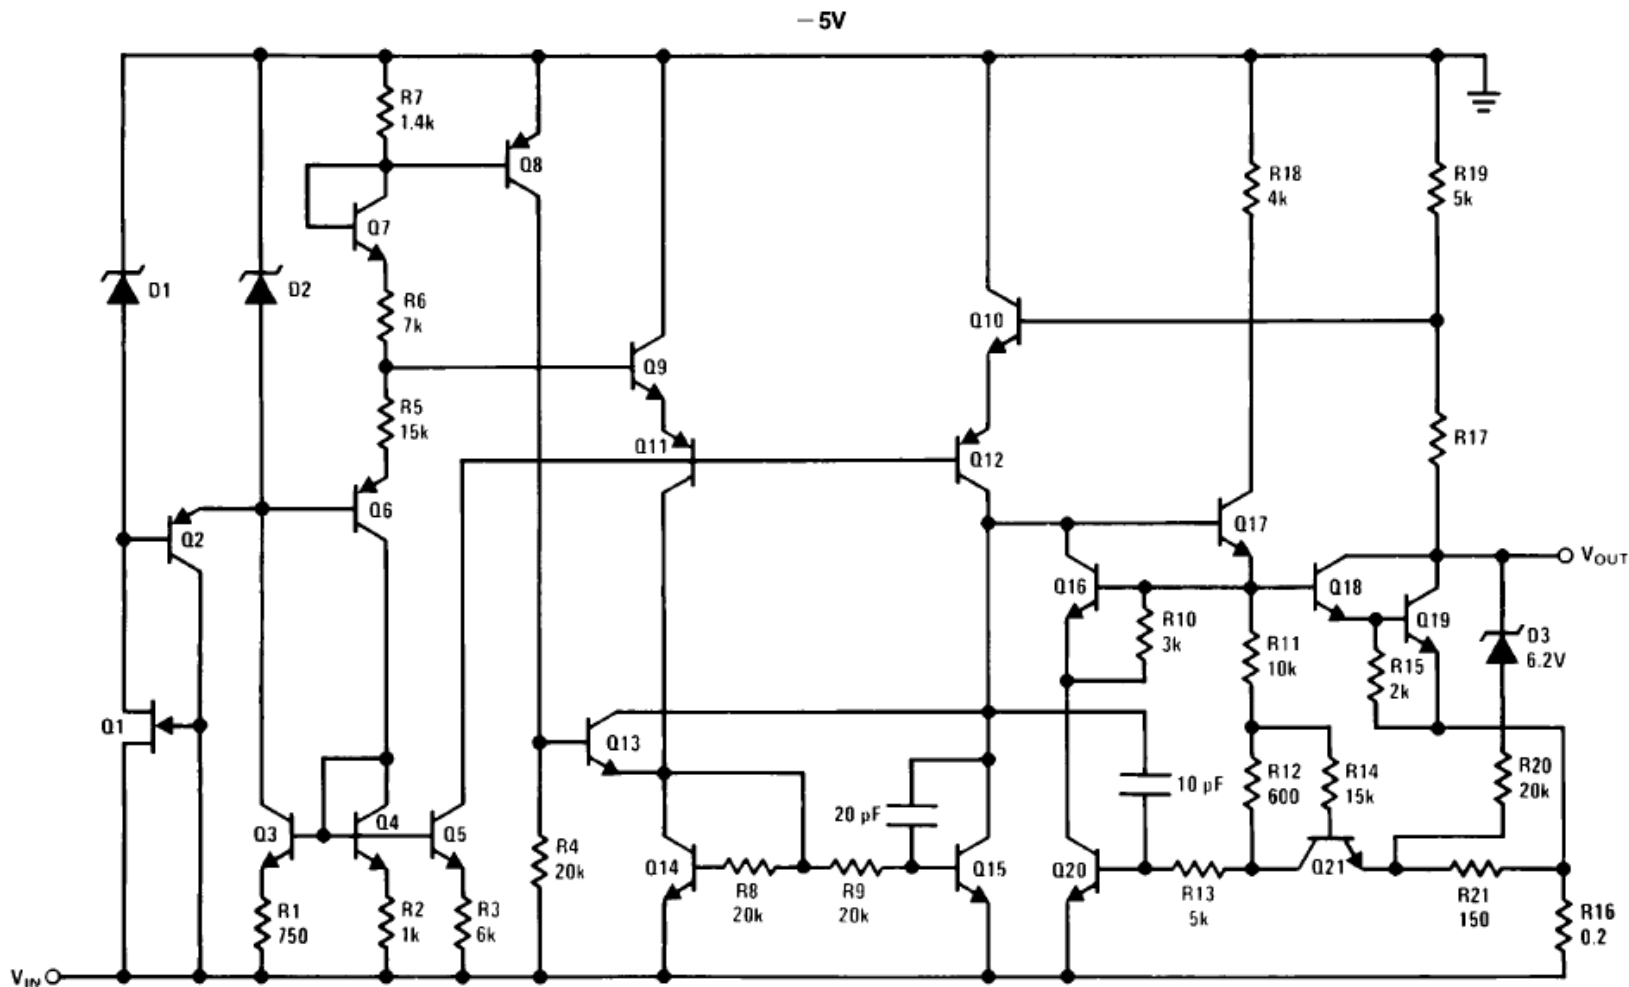 – 5V
R7
1.4k
Q8
R18
4k
R19
5k
Q7
D1
D2
R6
7k
Q10
Q9
R5
15k
R17
Q11
Q12
Q6
Q2
Q17
VOUT
Q16
Q18
R10
3k
Q19
R11
10k
D3
6.2V
R15
2k
Q1
Q13
10 pF
R12
600
R14
15k
R20
20k
20 pF
Q3
Q4
Q5
R4
20k
Q14
Q15
Q20
Q21
R8
20k
R9
20k
R13
5k
R21
150
R1
750
R2
1k
R3
6k
R16
0.2
VIN